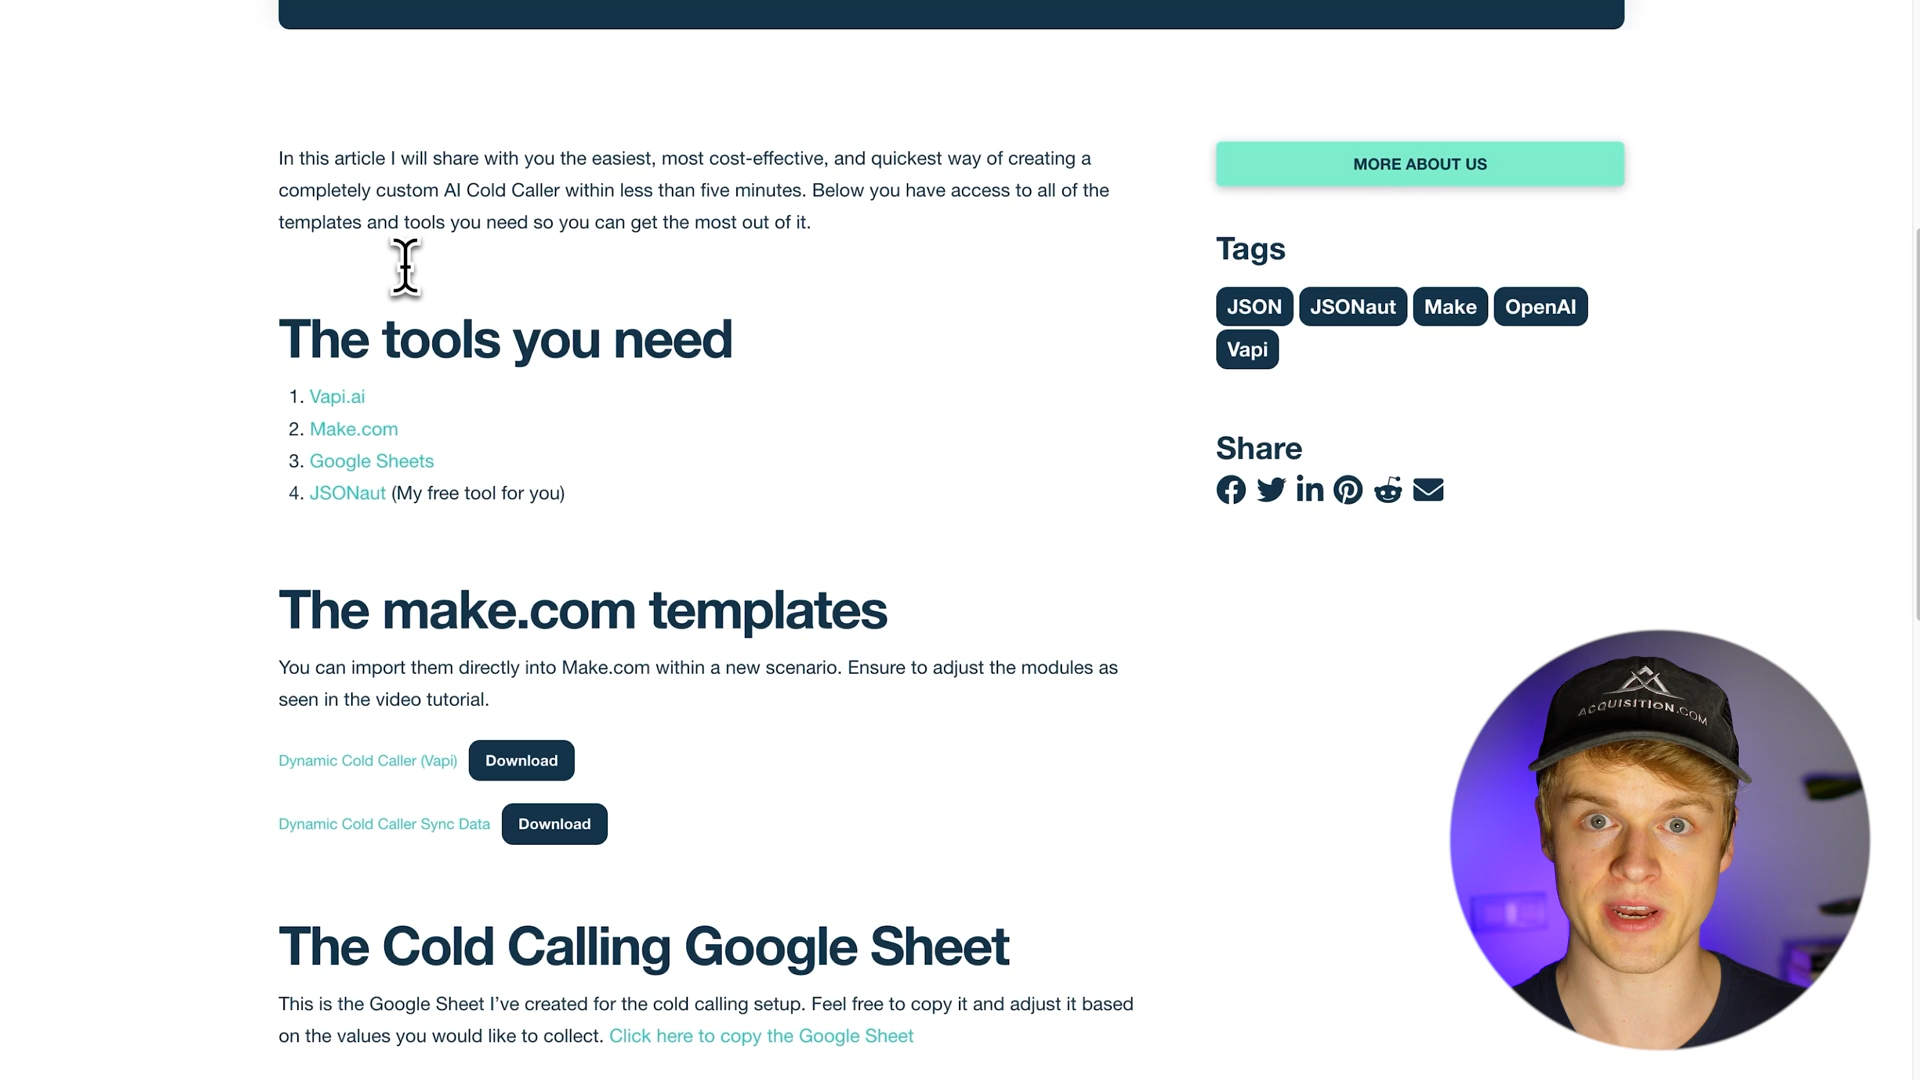 In this article I will share with you the easiest, most cost-effective, and quickest way of creating a
completely custom AI Cold Caller within less than five minutes. Below you have access to all of the
templates and tools you need so you can get the most out of it.
The tools you need
1. Vapi.ai
2. Make.com
3. Google Sheets
4. JSONaut (My free tool for you)
The make.com templates
You can import them directly into Make.com within a new scenario. Ensure to adjust the modules as
seen in the video tutorial.
Dynamic Cold Caller (Vapi) Download
Dynamic Cold Caller Sync Data Download
The Cold Calling Google Sheet
This is the Google Sheet I’ve created for the cold calling setup. Feel free to copy it and adjust it based
on the values you would like to collect. Click here to copy the Google Sheet
MORE ABOUT US
Tags
JSON JSONaut Make OpenAI
Vapi
Share
ACQUISITION.COM